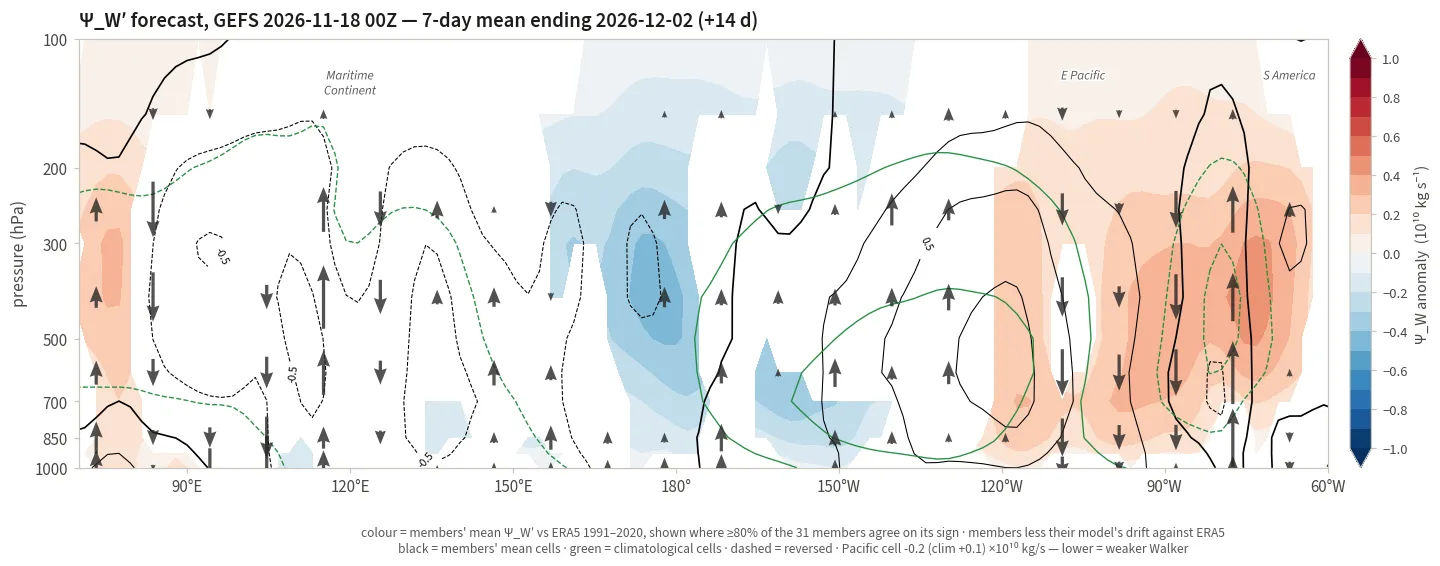 Ψ_W′ forecast, GEFS 2026-11-18 00Z — 7-day mean ending 2026-12-02 (+14 d)
100
200
300
500
700
850
1000
pressure (hPa)
Maritime
Continent
E Pacific
S America
-0.5
-0.5
-0.5
0.5
90°E
120°E
150°E
180°
150°W
120°W
90°W
60°W
1.0
0.8
0.6
0.4
0.2
0.0
−0.2
−0.4
−0.6
−0.8
−1.0
Ψ_W anomaly (10¹⁰ kg s⁻¹)
colour = members' mean Ψ_W′ vs ERA5 1991–2020, shown where ≥80% of the 31 members agree on its sign · members less their model's drift against ERA5
black = members' mean cells · green = climatological cells · dashed = reversed · Pacific cell -0.2 (clim +0.1) ×10¹⁰ kg/s — lower = weaker Walker